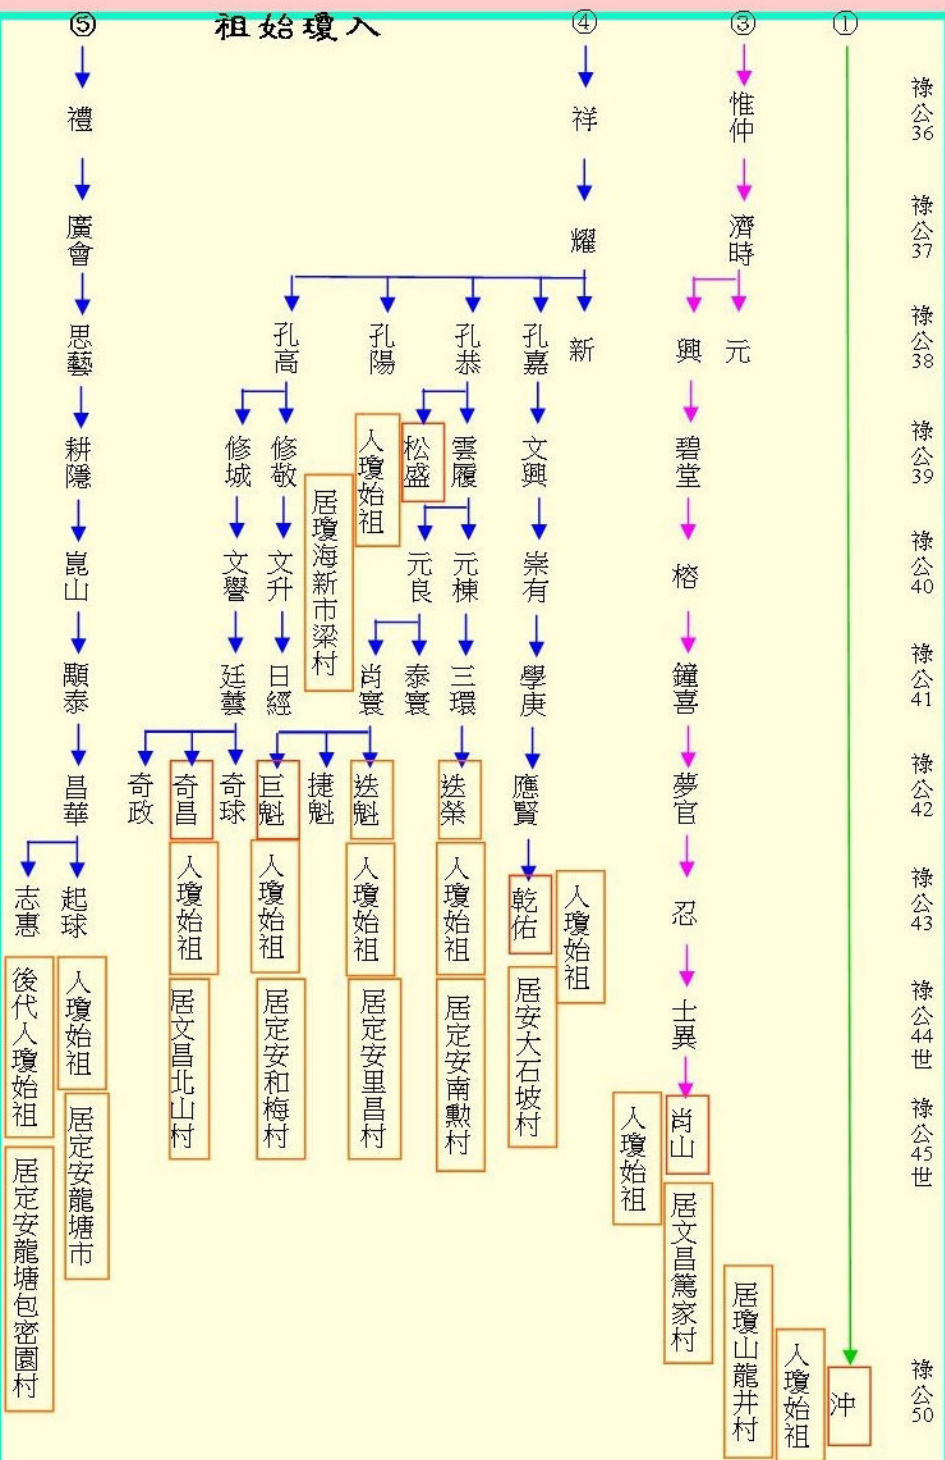 入瓊始祖
①
③
④
⑤
祿公36
祿公37
祿公38
祿公39
祿公40
祿公41
祿公42
祿公43
祿公44世
祿公45世
祿公50
沖
入瓊始祖
居瓊山龍井村
惟仲
濟時
元
興
碧堂
榕
鐘喜
夢官
忍
士異
尚山
入瓊始祖
居文昌篤家村
祥
耀
新
孔嘉
孔恭
孔陽
孔高
文興
崇有
學庚
應賢
乾佑
入瓊始祖
居安大石坡村
雲履
松盛
入瓊始祖
居瓊海新市梁村
元棟
元良
三環
泰寰
肖寰
迭榮
入瓊始祖
居定安南勳村
迭魁
捷魁
巨魁
入瓊始祖
居定安里昌村
入瓊始祖
居定安和梅村
修敬
修城
文升
文譽
日經
廷藝
奇球
奇昌
奇政
入瓊始祖
居文昌北山村
禮
廣會
思藝
耕隱
崑山
顯泰
昌華
起球
志惠
入瓊始祖
居定安龍塘市
後代入瓊始祖
居定安龍塘包密園村